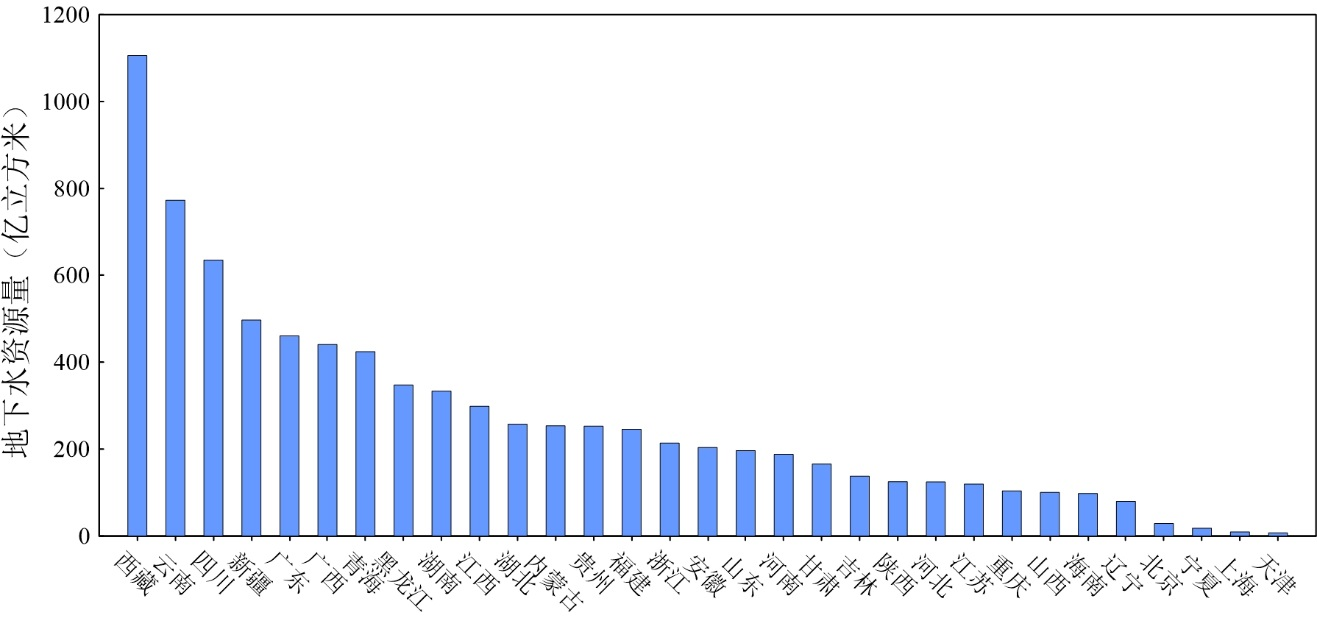 地下水资源量（亿立方米）
1200
1000
800
600
400
200
0
西藏
云南
四川
新疆
广东
广西
青海
黑龙江
湖南
江西
湖北
内蒙古
贵州
福建
浙江
安徽
山东
河南
甘肃
吉林
陕西
河北
江苏
重庆
山西
海南
辽宁
北京
宁夏
上海
天津